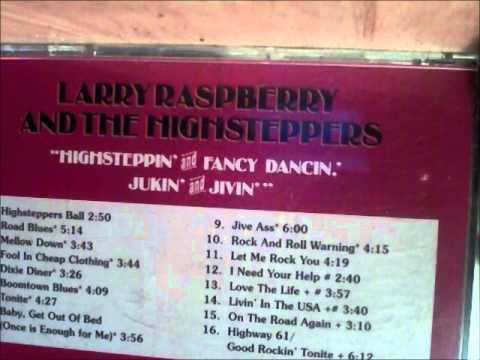 LARRY RASPBERRY
AND THE HIGHSTEPPERS
"HIGHSTEPPIN' and FANCY DANCIN,'
JUKIN' and JIVIN'"
Highsteppers Ball 2:50
Road Blues* 5:14
Mellow Down* 3:43
Fool In Cheap Clothing* 3:44
Dixie Diner* 3:26
Boomtown Blues* 4:09
Tonite* 4:27
Baby, Get Out Of Bed
(Once is Enough for Me)* 3:56
9. Jive Ass* 6:00
10. Rock And Roll Warning* 4:15
11. Let Me Rock You 4:19
12. I Need Your Help # 2:40
13. Love The Life + # 3:57
14. Livin' In The USA +# 3:40
15. On The Road Again + 3:10
16. Highway 61/
Good Rockin' Tonite + 6:12